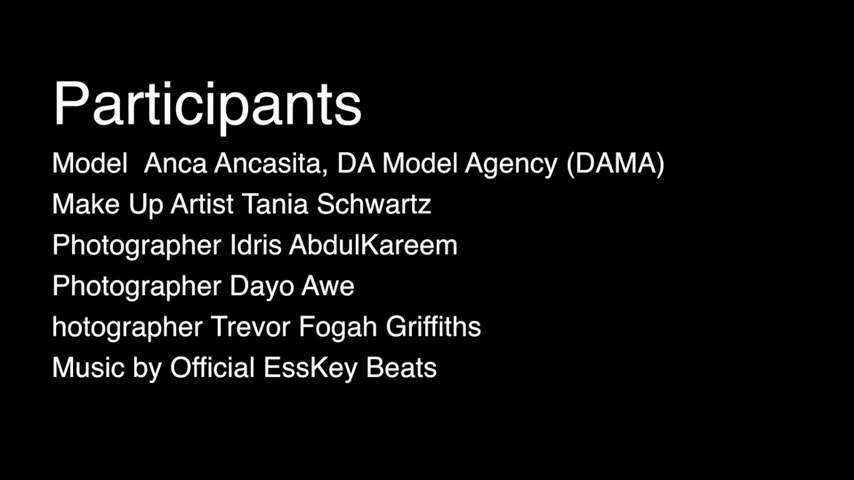 Participants
Model  Anca Ancasita, DA Model Agency (DAMA)
Make Up Artist Tania Schwartz
Photographer Idris AbdulKareem
Photographer Dayo Awe
hotographer Trevor Fogah Griffiths
Music by Official EssKey Beats